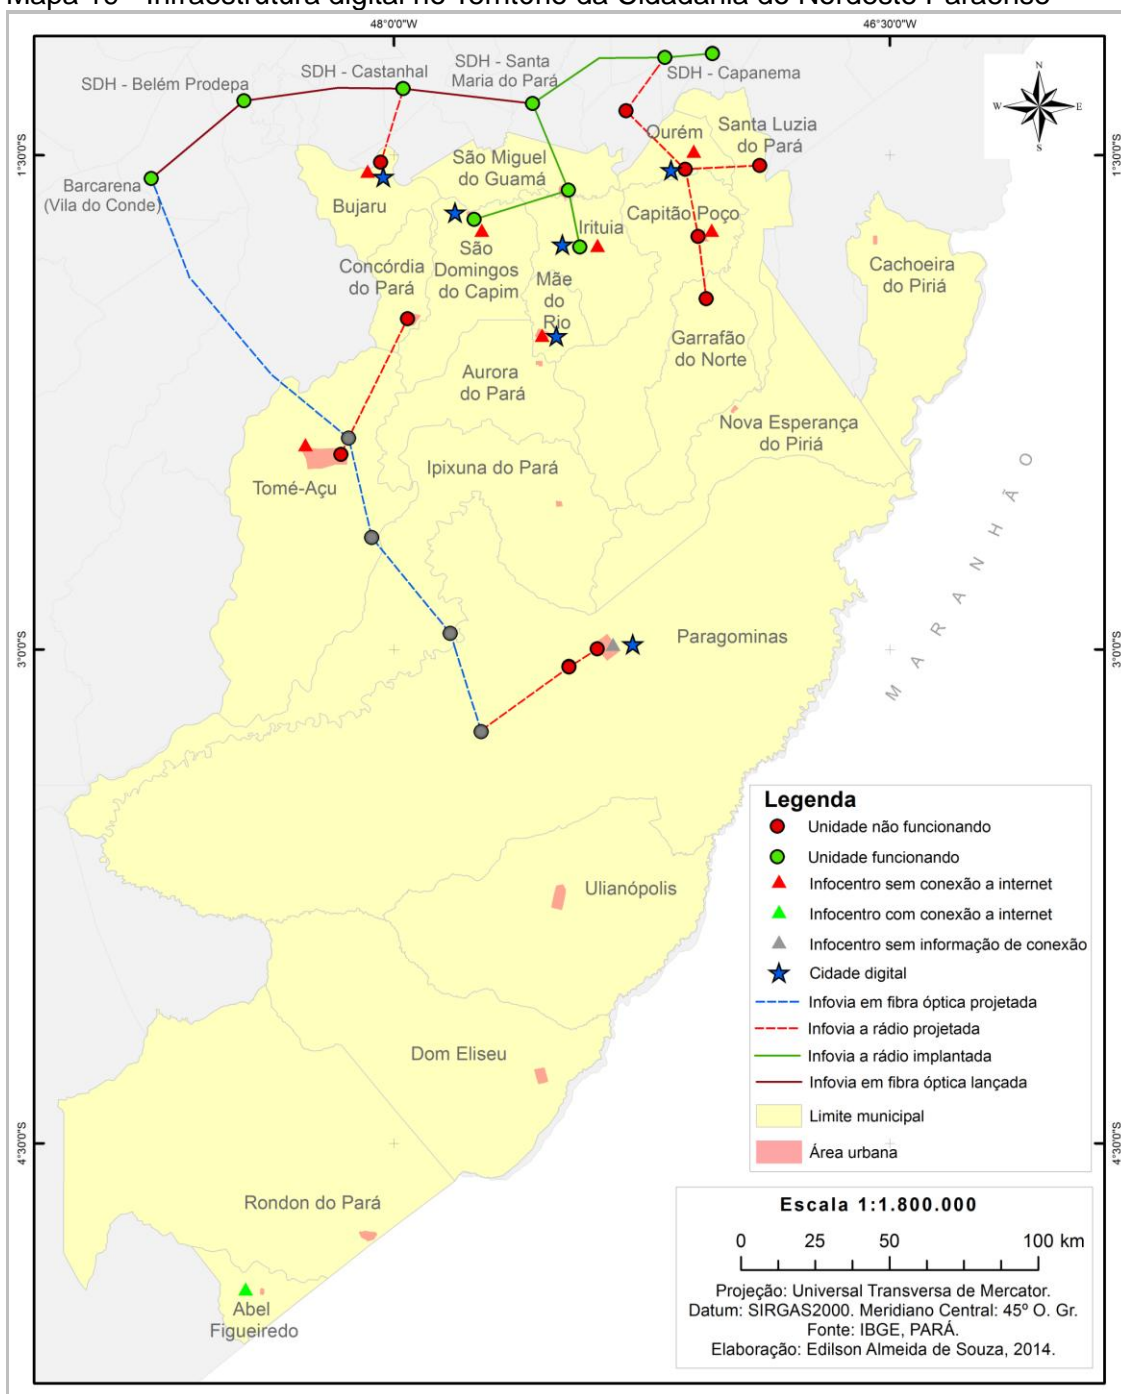 Mapa 10 - Infraestrutura digital no Território da Cidadania do Nordeste Paraense
48°0'0"W
46°30'0"W
SDH - Belém Prodepa
SDH - Castanhal
SDH - Santa
Maria do Pará
SDH - Capanema
N
W
E
S
1°30'0"S
1°30'0"S
Barcarena
(Vila do Conde)
Bujaru
São Miguel
do Guamá
Ourém
Santa Luzia
do Pará
Concórdia
do Pará
São
Domingos
do Capim
Irituia
Mãe
do
Rio
Capitão Poço
Cachoeira
do Piriá
Garrafão
do Norte
Aurora
do Pará
Nova Esperança
do Piriá
Ipixuna do Pará
Tomé-Açu
MARANHÃO
3°0'0"S
3°0'0"S
Paragominas
Ulianópolis
Dom Eliseu
4°30'0"S
4°30'0"S
Rondon do Pará
Abel
Figueiredo
Legenda
Unidade não funcionando
Unidade funcionando
Infocentro sem conexão a internet
Infocentro com conexão a internet
Infocentro sem informação de conexão
Cidade digital
Infovia em fibra óptica projetada
Infovia a rádio projetada
Infovia a rádio implantada
Infovia em fibra óptica lançada
Limite municipal
Área urbana
Escala 1:1.800.000
0 25 50 100 km
Projeção: Universal Transversa de Mercator.
Datum: SIRGAS2000. Meridiano Central: 45º O. Gr.
Fonte: IBGE, PARÁ.
Elaboração: Edilson Almeida de Souza, 2014.